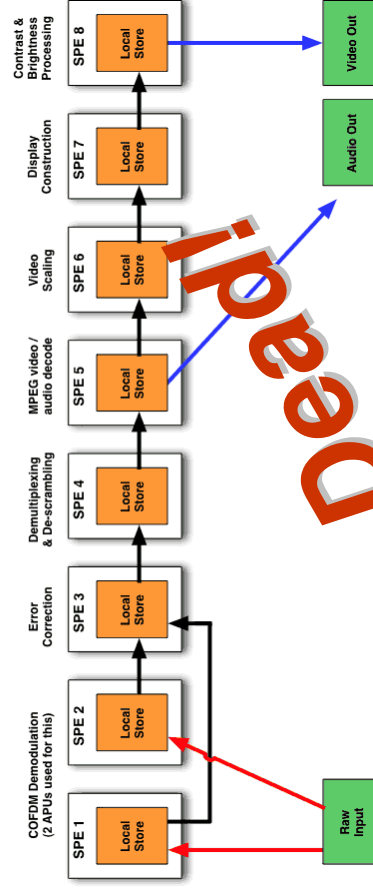 COFDM Demodulation
(2 APUs used for this)
Error
Correction
Demultiplexing
& De-scrambling
MPEG video /
audio decode
Video
Scaling
Display
Construction
Contrast &
Brightness
Processing
SPE 1
Local
Store
SPE 2
Local
Store
SPE 3
Local
Store
SPE 4
Local
Store
SPE 5
Local
Store
SPE 6
Local
Store
SPE 7
Local
Store
SPE 8
Local
Store
Dead!
Raw
Input
Audio Out
Video Out